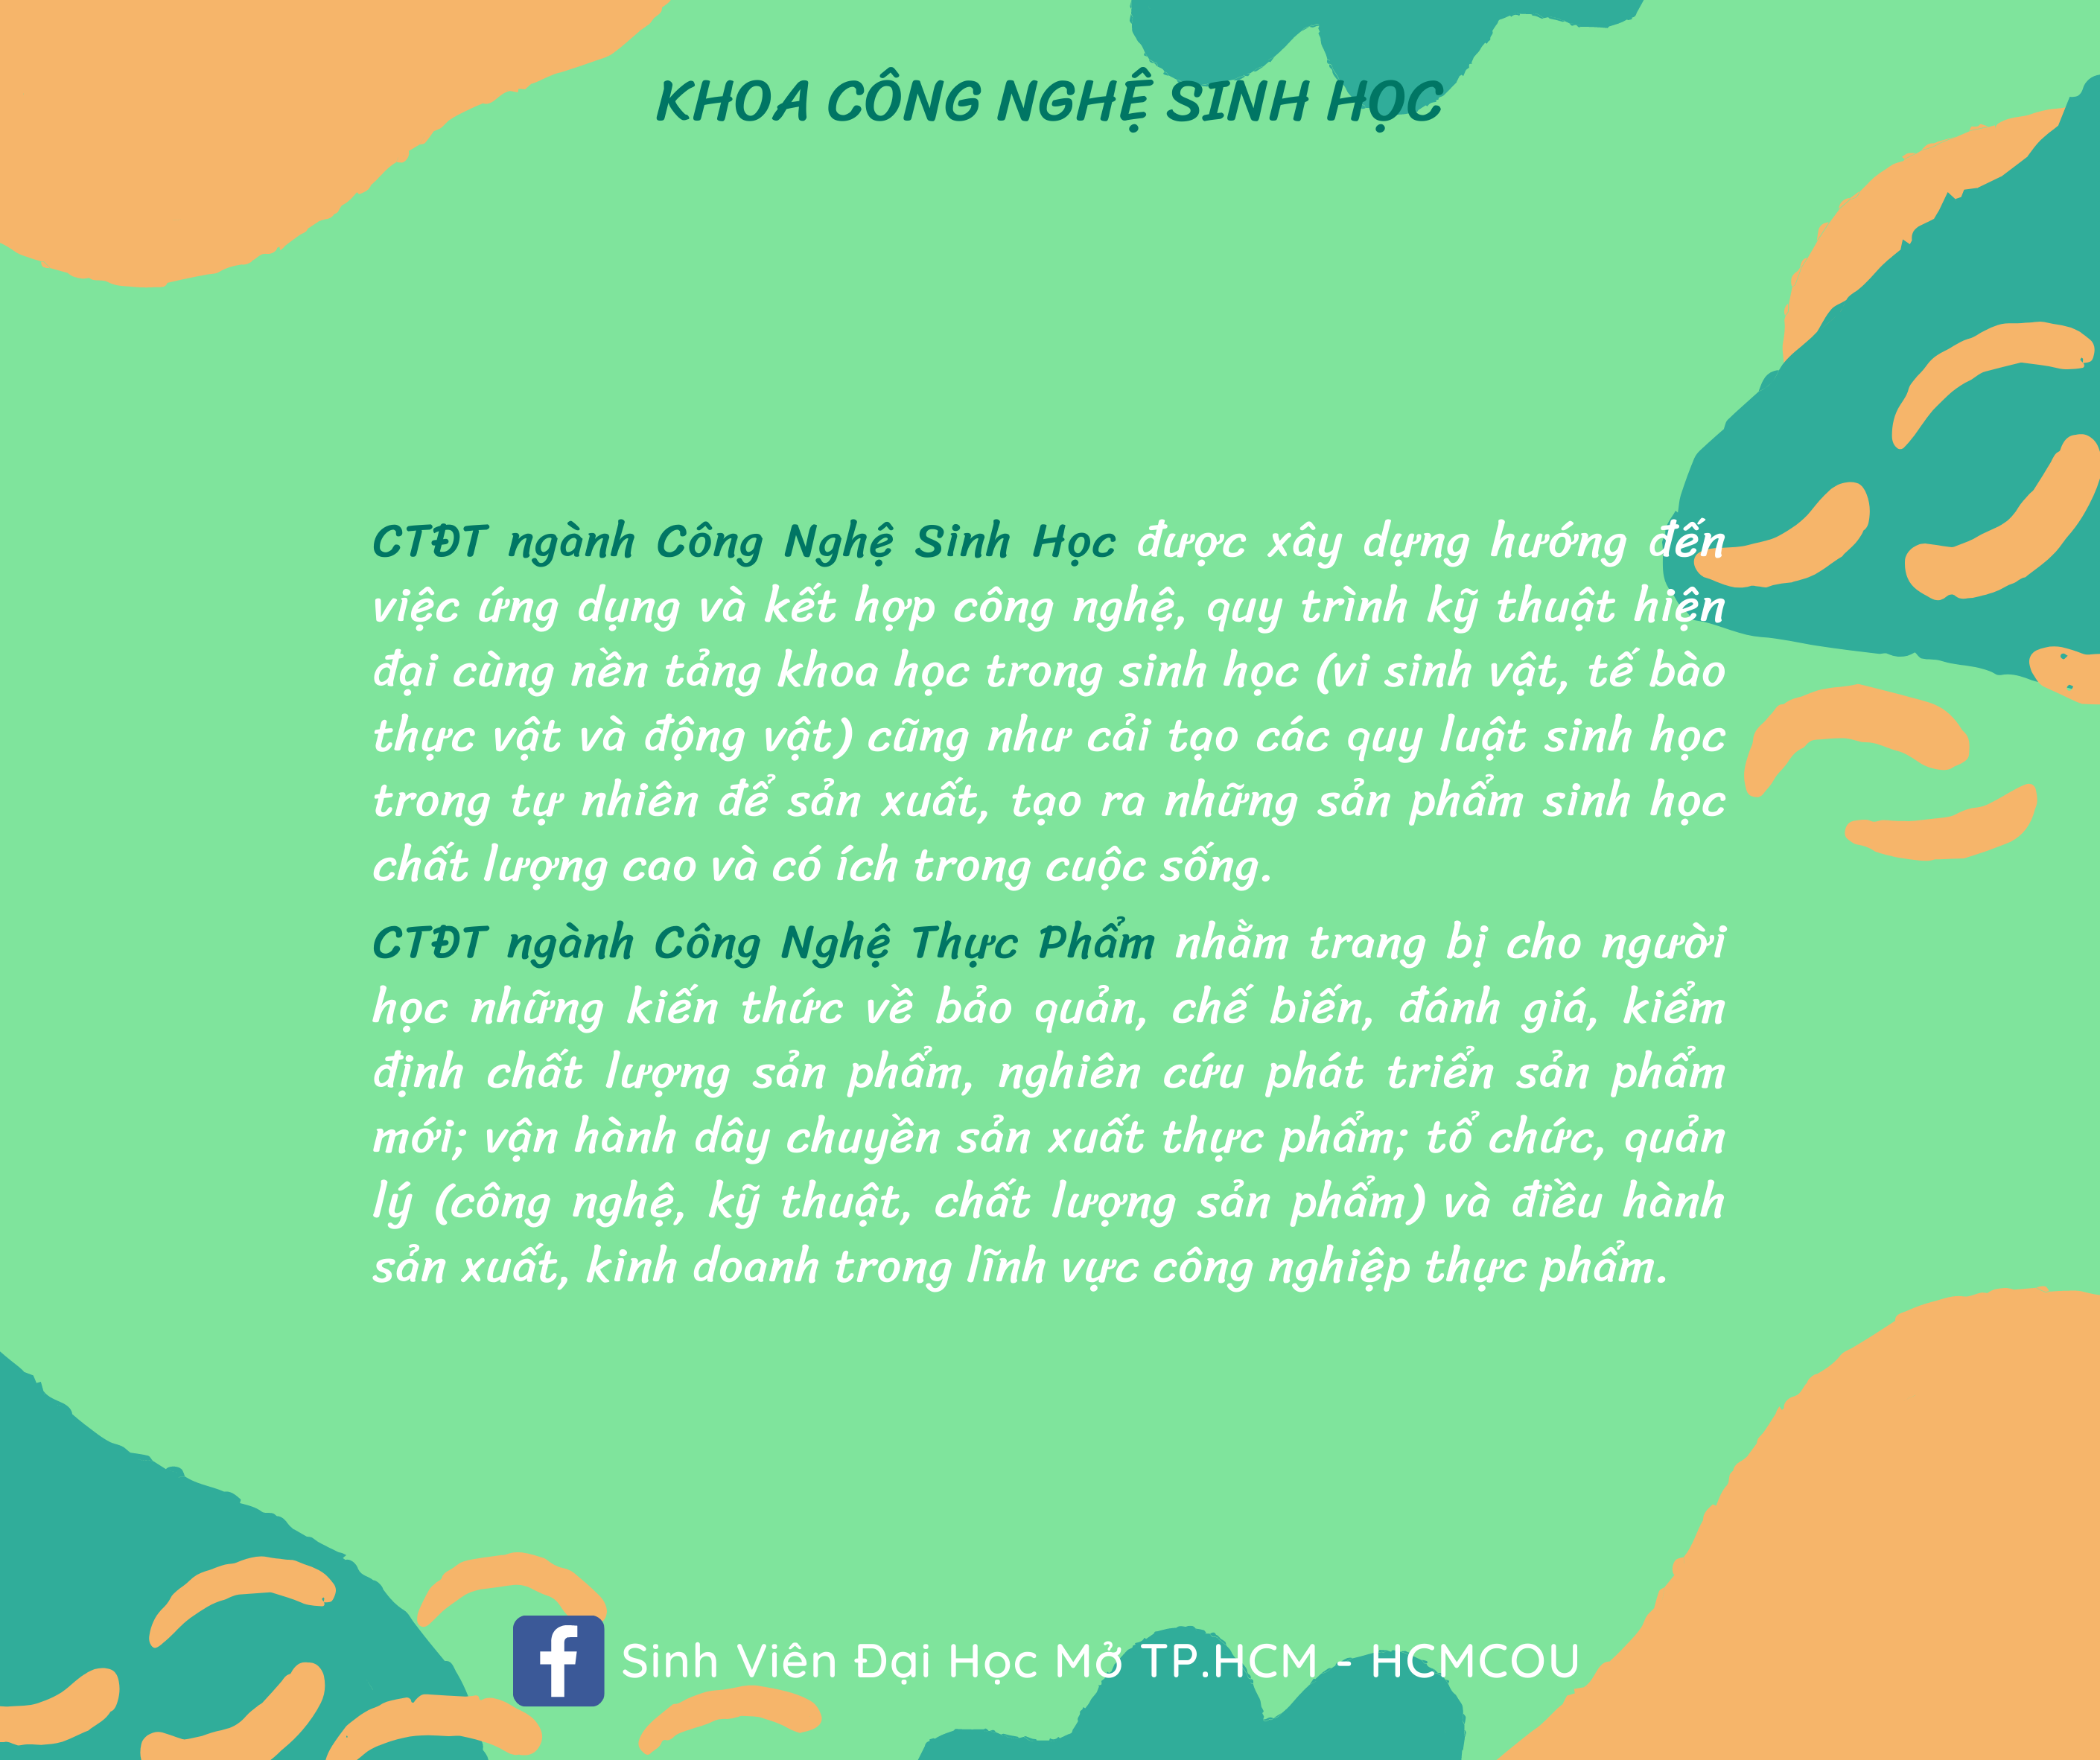 KHOA CÔNG NGHỆ SINH HỌC
CTĐT ngành Công Nghệ Sinh Học được xây dựng hướng đến
việc ứng dụng và kết hợp công nghệ, quy trình kỹ thuật hiện
đại cùng nền tảng khoa học trong sinh học (vi sinh vật, tế bào
thực vật và động vật) cũng như cải tạo các quy luật sinh học
trong tự nhiên để sản xuất, tạo ra những sản phẩm sinh học
chất lượng cao và có ích trong cuộc sống.
CTĐT ngành Công Nghệ Thực Phẩm nhằm trang bị cho người
học những kiến thức về bảo quản, chế biến, đánh giá, kiểm
định chất lượng sản phẩm, nghiên cứu phát triển sản phẩm
mới; vận hành dây chuyền sản xuất thực phẩm; tổ chức, quản
lý (công nghệ, kỹ thuật, chất lượng sản phẩm) và điều hành
sản xuất, kinh doanh trong lĩnh vực công nghiệp thực phẩm.
Sinh Viên Đại Học Mở TP.HCM - HCMCOU